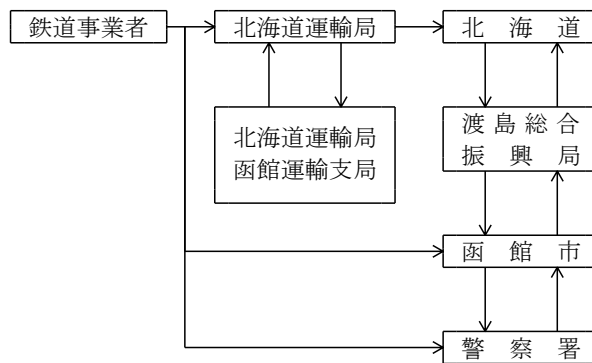 鉄道事業者
北海道運輸局
北海道
北海道運輸局
函館運輸支局
渡島総合
振興局
函館市
警察署